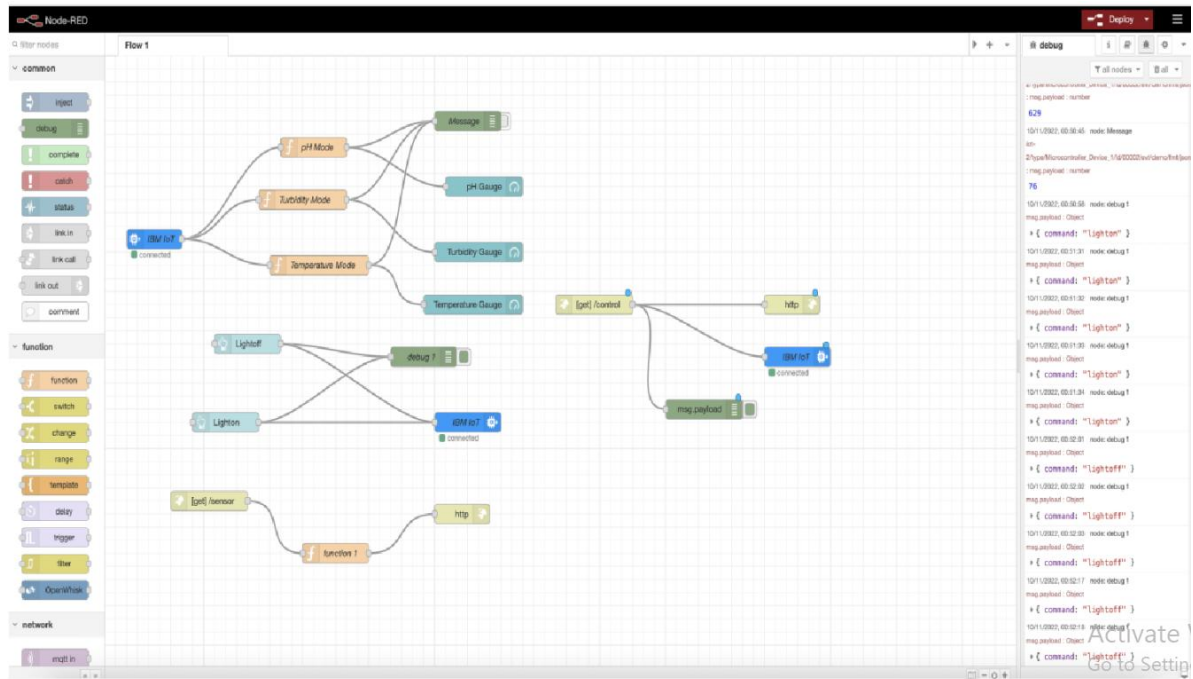 Node-RED
Deploy
filter nodes
Flow 1
debug
i
all nodes
all
common
inject
debug
complete
catch
status
link in
link call
link out
comment
function
function
switch
change
range
template
delay
trigger
filter
OpenWhisk
network
mqtt in
Message
pH Mode
pH Gauge
Turbidity Mode
IBM IoT
connected
Turbidity Gauge
Temperature Mode
Temperature Gauge
[get] /control
http
Lightoff
debug 1
IBM IoT
connected
msg.payload
Lighton
IBM IoT
connected
[get] /sensor
http
function 1
: msg.payload : number
629
10/11/2022, 00:50:45 node: Message
2/type/Microcontroller_Device_1/id/00002/evt/demo/fmt/json
: msg.payload : number
76
10/11/2022, 00:50:58 node: debug 1
msg.payload : Object
{ command: "lighton" }
10/11/2022, 00:51:31 node: debug 1
msg.payload : Object
{ command: "lighton" }
10/11/2022, 00:51:32 node: debug 1
msg.payload : Object
{ command: "lighton" }
10/11/2022, 00:51:33 node: debug 1
msg.payload : Object
{ command: "lighton" }
10/11/2022, 00:51:34 node: debug 1
msg.payload : Object
{ command: "lighton" }
10/11/2022, 00:52:01 node: debug 1
msg.payload : Object
{ command: "lightoff" }
10/11/2022, 00:52:02 node: debug 1
msg.payload : Object
{ command: "lightoff" }
10/11/2022, 00:52:03 node: debug 1
msg.payload : Object
{ command: "lightoff" }
10/11/2022, 00:52:17 node: debug 1
msg.payload : Object
{ command: "lightoff" }
10/11/2022, 00:52:18 node: debug 1
msg.payload : Object
{ command: "lightoff" }
Activate
Go to Settin